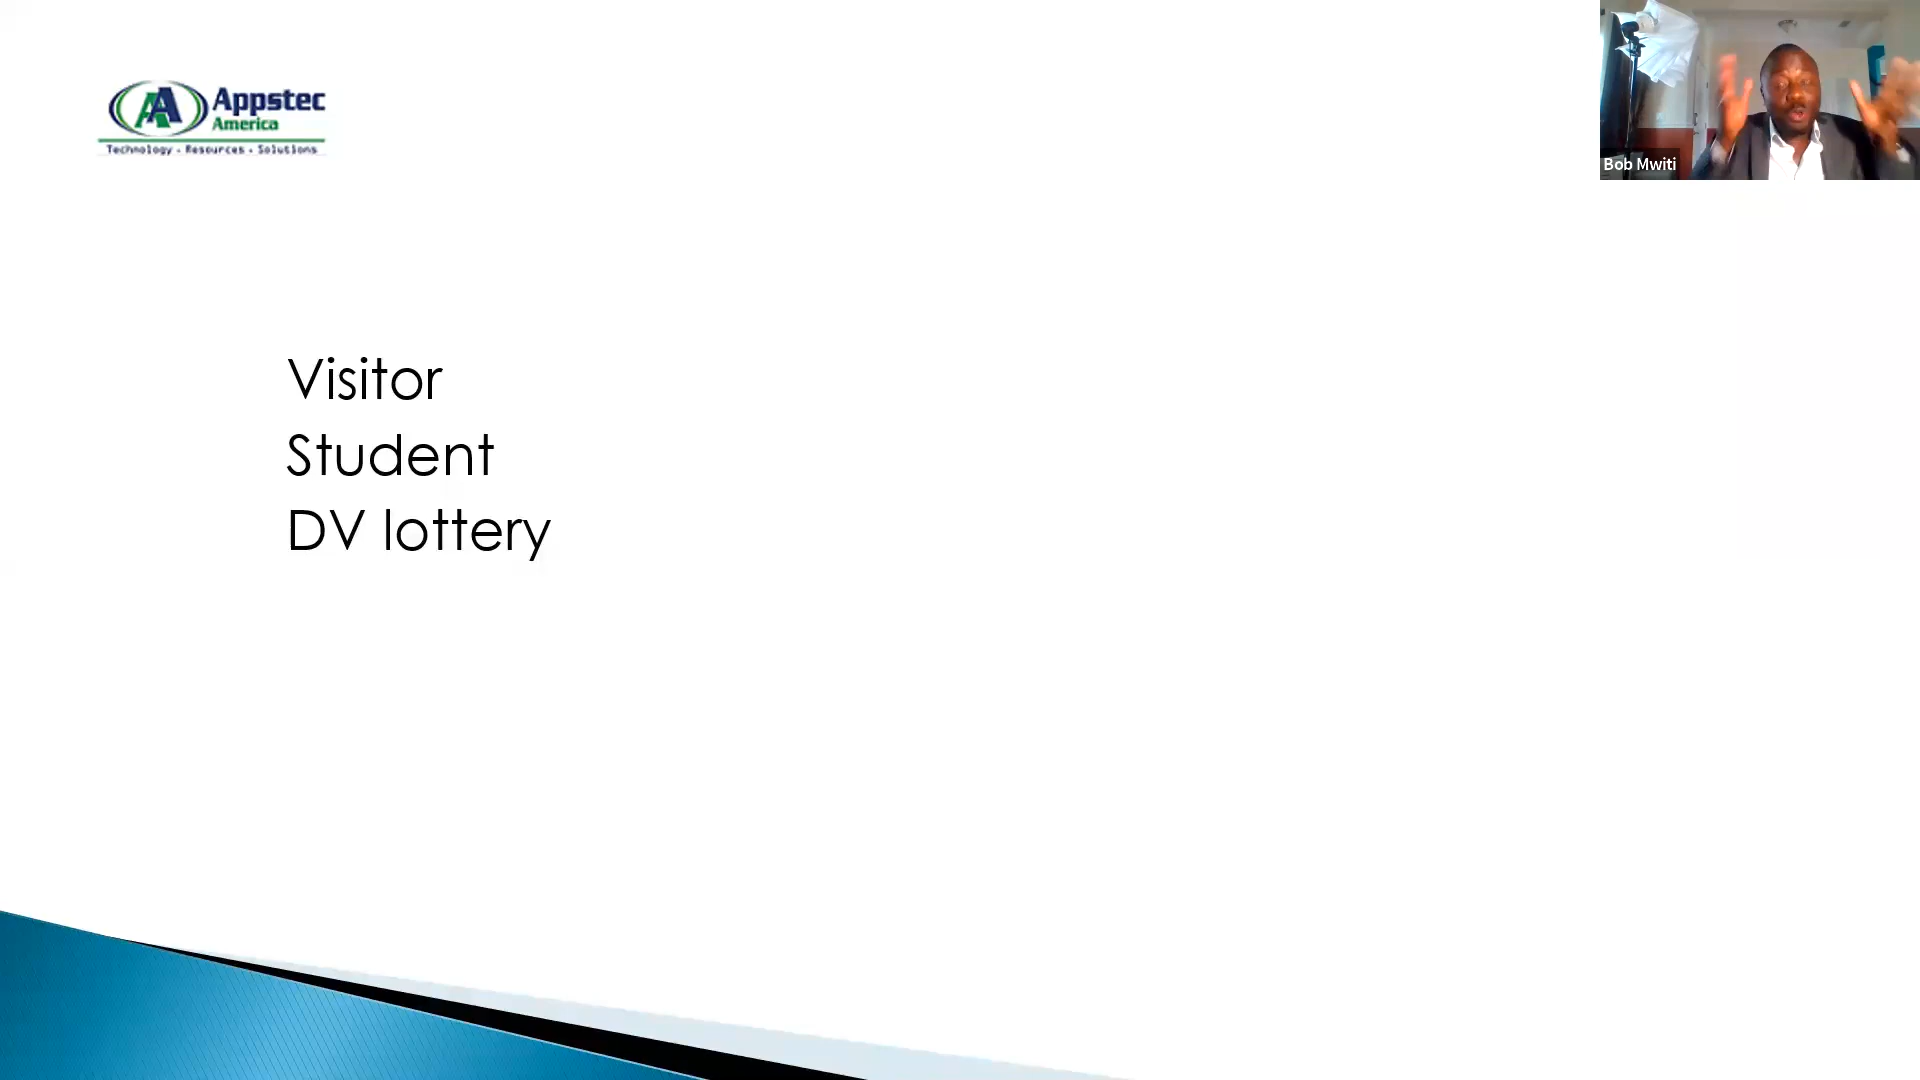 Appstec
America
Technology - Resources - Solutions
Bob Mwiti
Visitor
Student
DV lottery